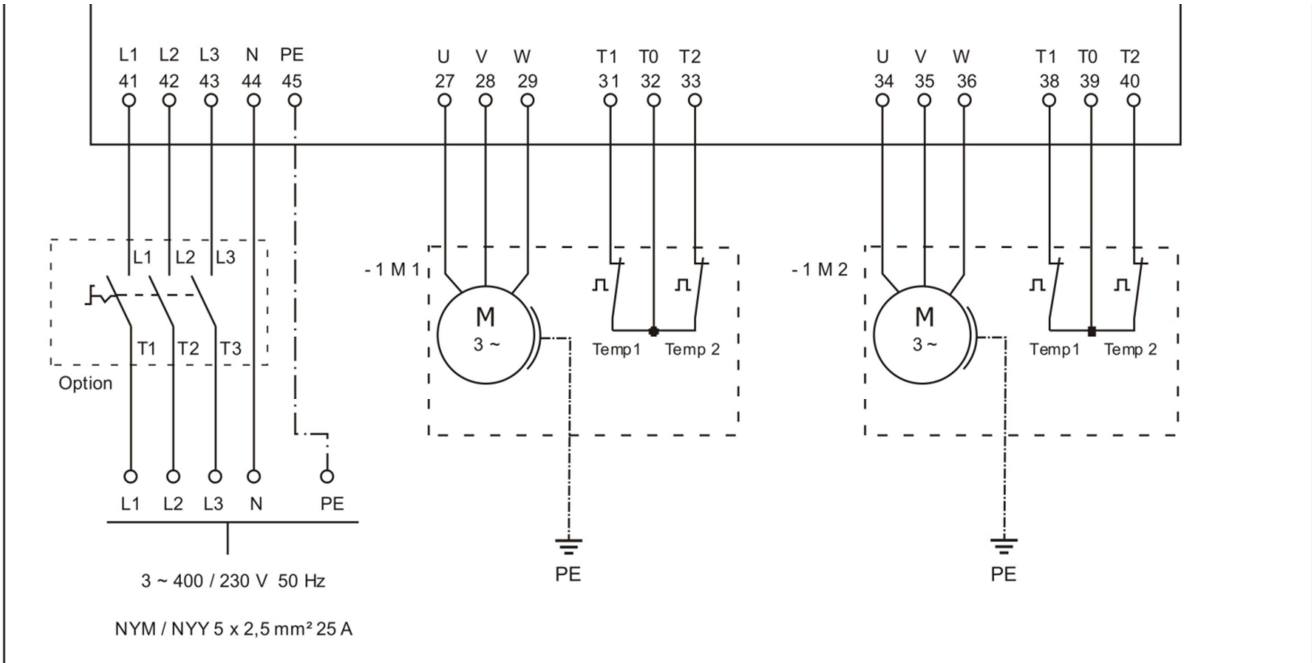 L1 L2 L3 N PE U V W T1 T0 T2 U V W T1 T0 T2
41 42 43 44 45 27 28 29 31 32 33 34 35 36 38 39 40
L1 L2 L3
- 1 M 1
- 1 M 2
M
3 ~
M
3 ~
T1 T2 T3
Temp1 Temp 2
Temp1 Temp 2
Option
L1 L2 L3 N PE
PE
PE
3 ~ 400 / 230 V 50 Hz
NYM / NYY 5 x 2,5 mm² 25 A